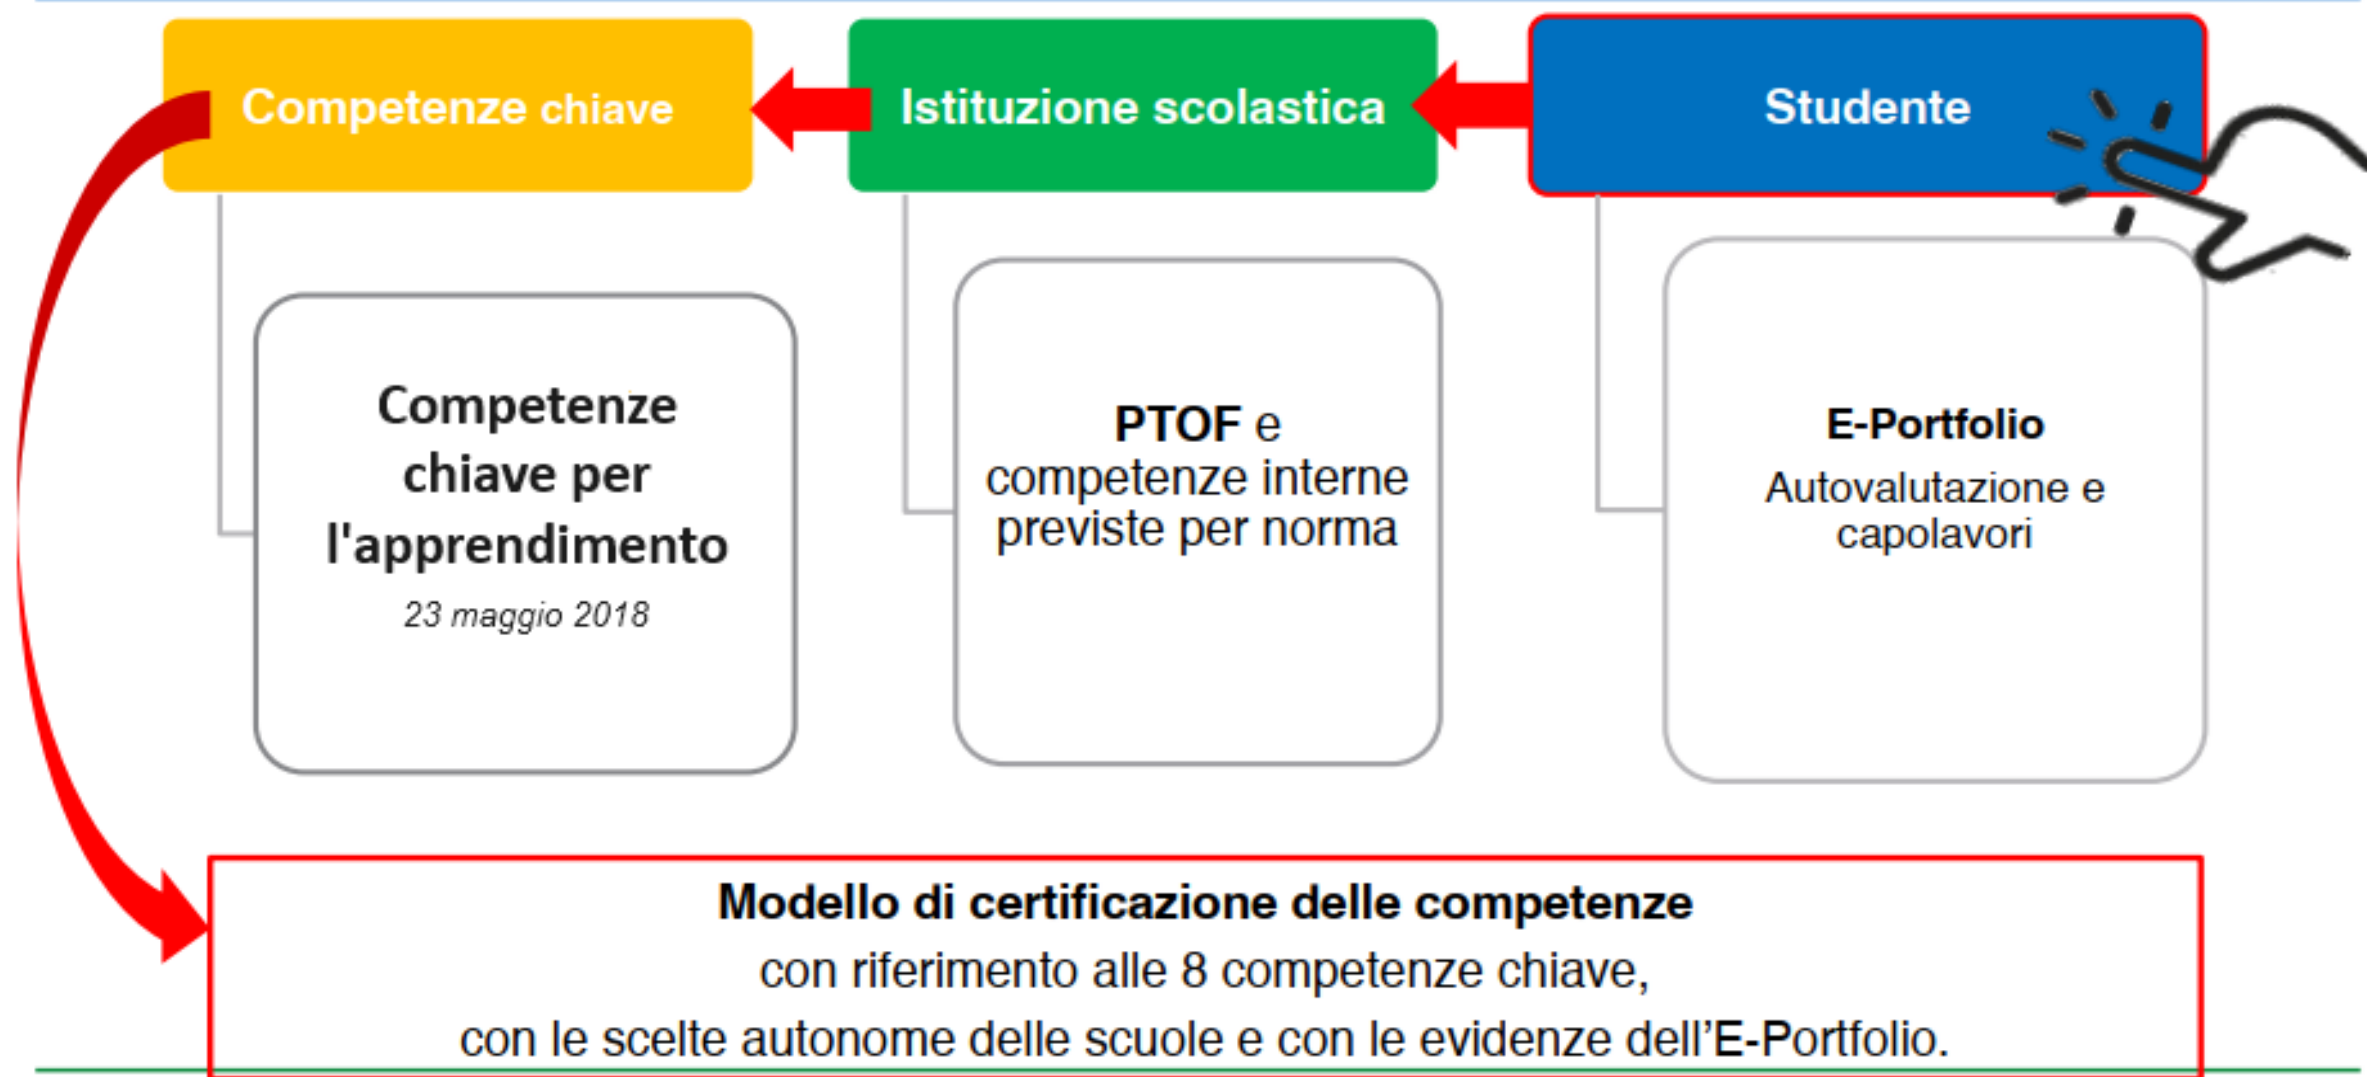 Competenze chiave
Istituzione scolastica
Studente
Competenze
chiave per
l'apprendimento
23 maggio 2018
PTOF e
competenze interne
previste per norma
E-Portfolio
Autovalutazione e
capolavori
Modello di certificazione delle competenze
con riferimento alle 8 competenze chiave,
con le scelte autonome delle scuole e con le evidenze dell'E-Portfolio.